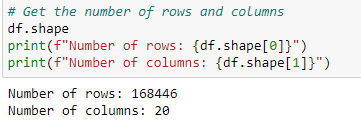 # Get the number of rows and columns
df.shape
print(f"Number of rows: {df.shape[0]}")
print(f"Number of columns: {df.shape[1]}")
Number of rows: 168446
Number of columns: 20